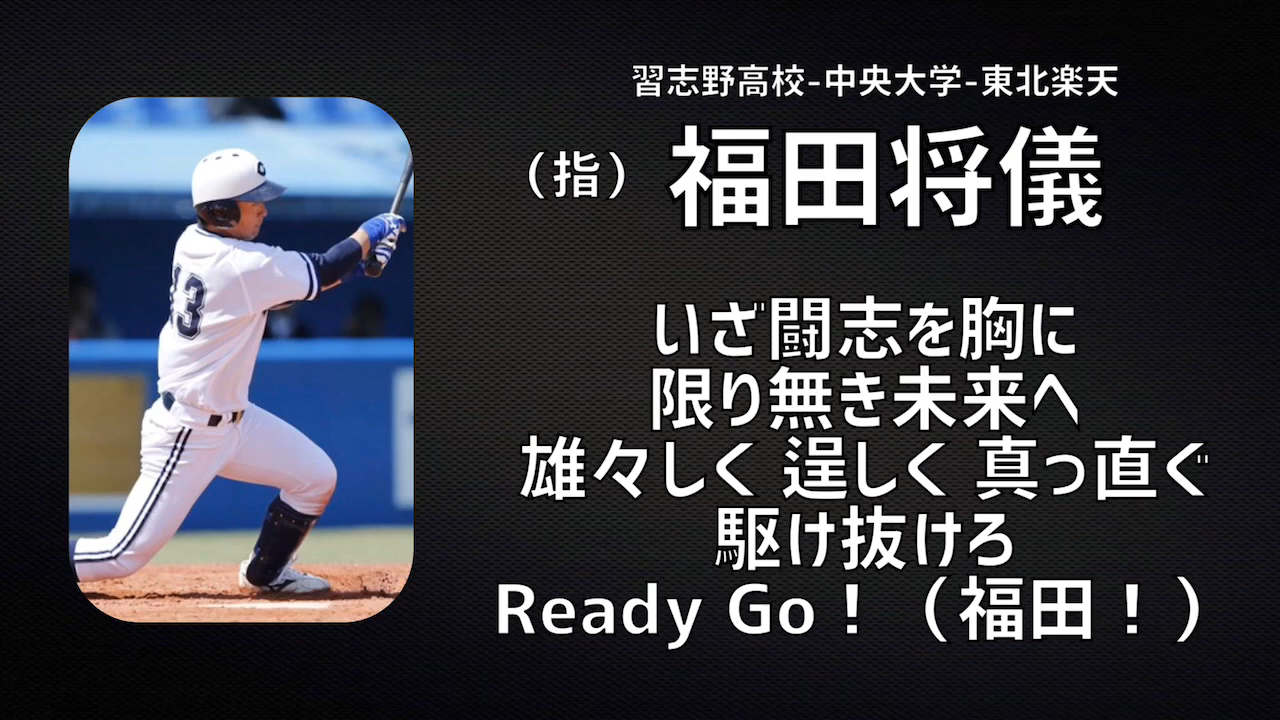 習志野高校-中央大学-東北楽天
（指） 福田将儀
いざ闘志を胸に
限り無き未来へ
雄々しく 逞しく 真っ直ぐ
駆け抜けろ
Ready Go！（福田！）
13